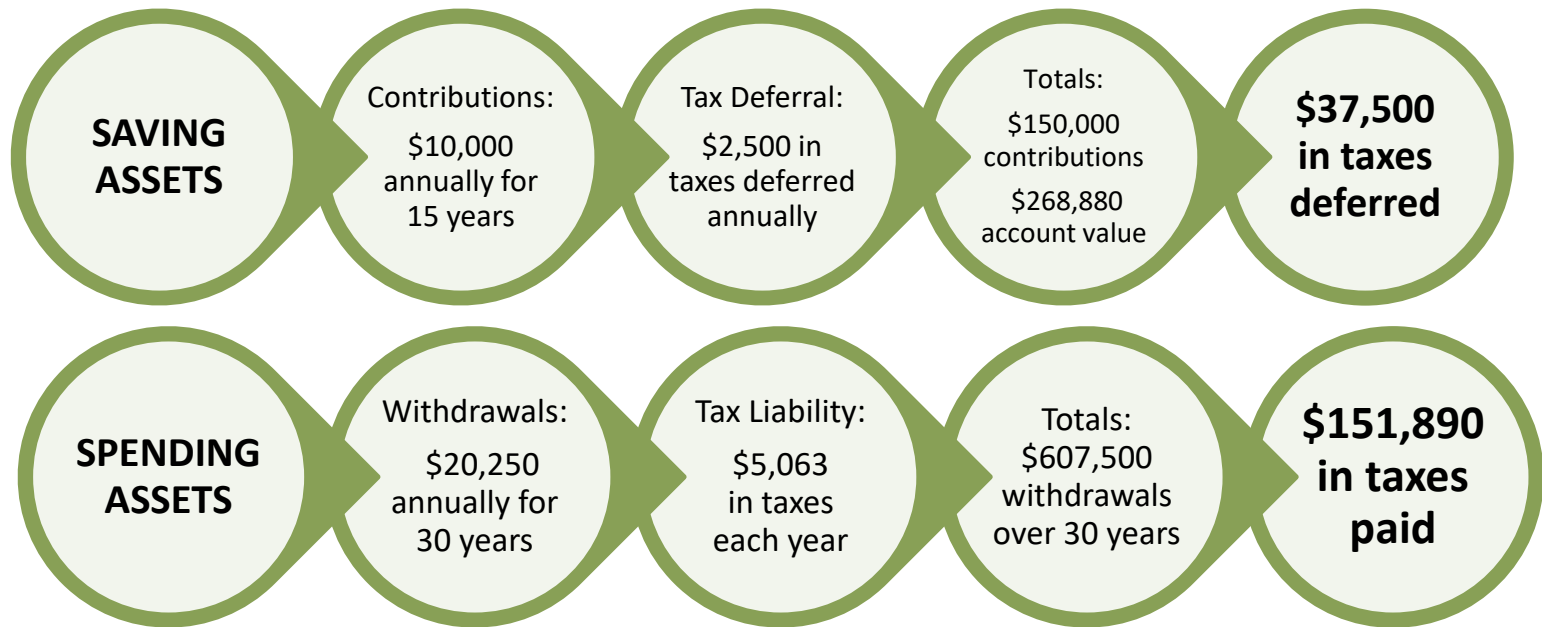 SAVING
ASSETS
Contributions:
$10,000
annually for
15 years
Tax Deferral:
$2,500 in
taxes deferred
annually
Totals:
$150,000
contributions
$268,880
account value
$37,500
in taxes
deferred
SPENDING
ASSETS
Withdrawals:
$20,250
annually for
30 years
Tax Liability:
$5,063
in taxes
each year
Totals:
$607,500
withdrawals
over 30 years
$151,890
in taxes
paid